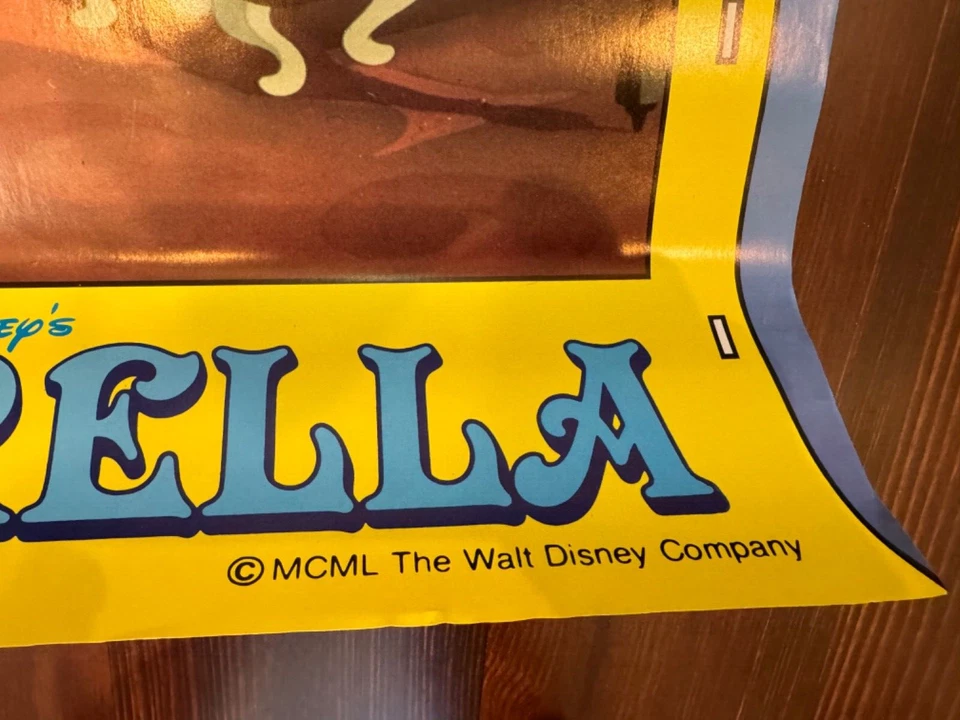 EY'S
RELLA
© MCML The Walt Disney Company